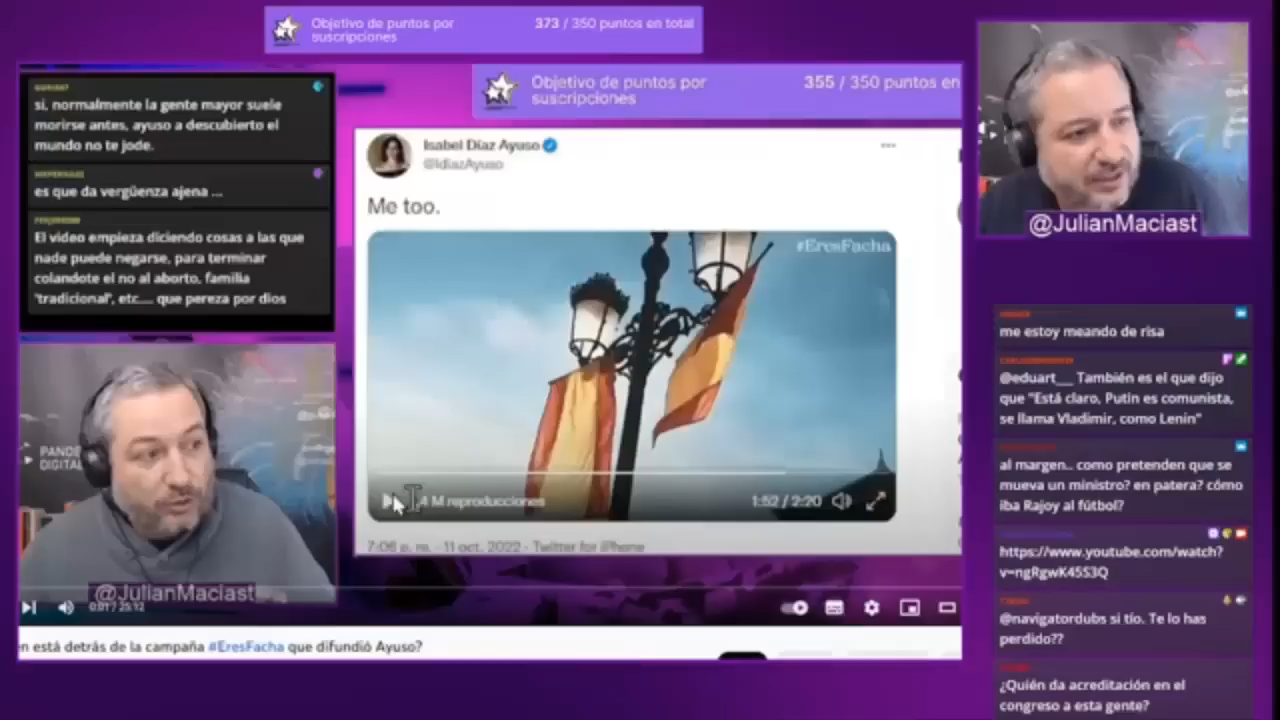 Objetivo de puntos por
suscripciones
373 / 350 puntos en total
Objetivo de puntos por
suscripciones
355 / 350 puntos en
si, normalmente la gente mayor suele
morirse antes, ayuso a descubierto el
mundo no te jode.
es que da vergüenza ajena ...
El video empieza diciendo cosas a las que
nade puede negarse, para terminar
colandote el no al aborto, familia
"tradicional", etc.... que pereza por dios
Isabel Díaz Ayuso
@IdiazAyuso
Me too.
#EresFacha
M reproducciones
1:52 / 2:20
7:06 p. m. · 11 oct. 2022 · Twitter for iPhone
PANDE
DIGITAL
@JulianMaciast
0:01 / 25:12
n está detrás de la campaña #EresFacha que difundió Ayuso?
@JulianMaciast
me estoy meando de risa
@eduart__ También es el que dijo
que "Está claro, Putin es comunista,
se llama Vladimir, como Lenin"
al margen.. como pretenden que se
mueva un ministro? en patera? cómo
iba Rajoy al fútbol?
https://www.youtube.com/watch?
v=ngRgwK45S3Q
@navigatordubs si tío. Te lo has
perdido??
¿Quién da acreditación en el
congreso a esta gente?